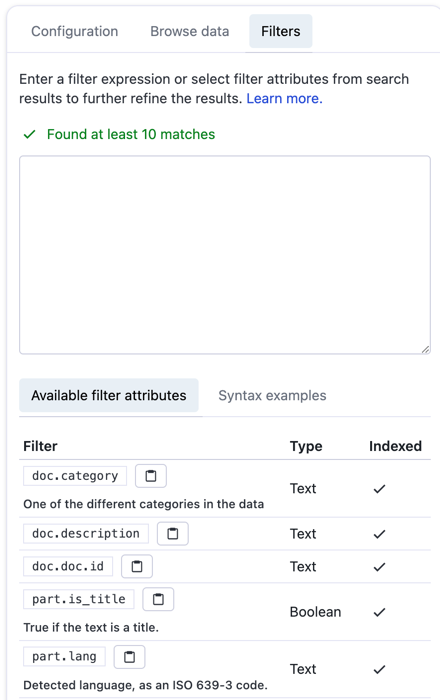 Configuration Browse data Filters
Enter a filter expression or select filter attributes from search
results to further refine the results. Learn more.
Found at least 10 matches
Available filter attributes Syntax examples
Filter Type Indexed
doc.category
One of the different categories in the data
Text
doc.description Text
doc.doc.id Text
part.is_title
True if the text is a title.
Boolean
part.lang
Detected language, as an ISO 639-3 code.
Text